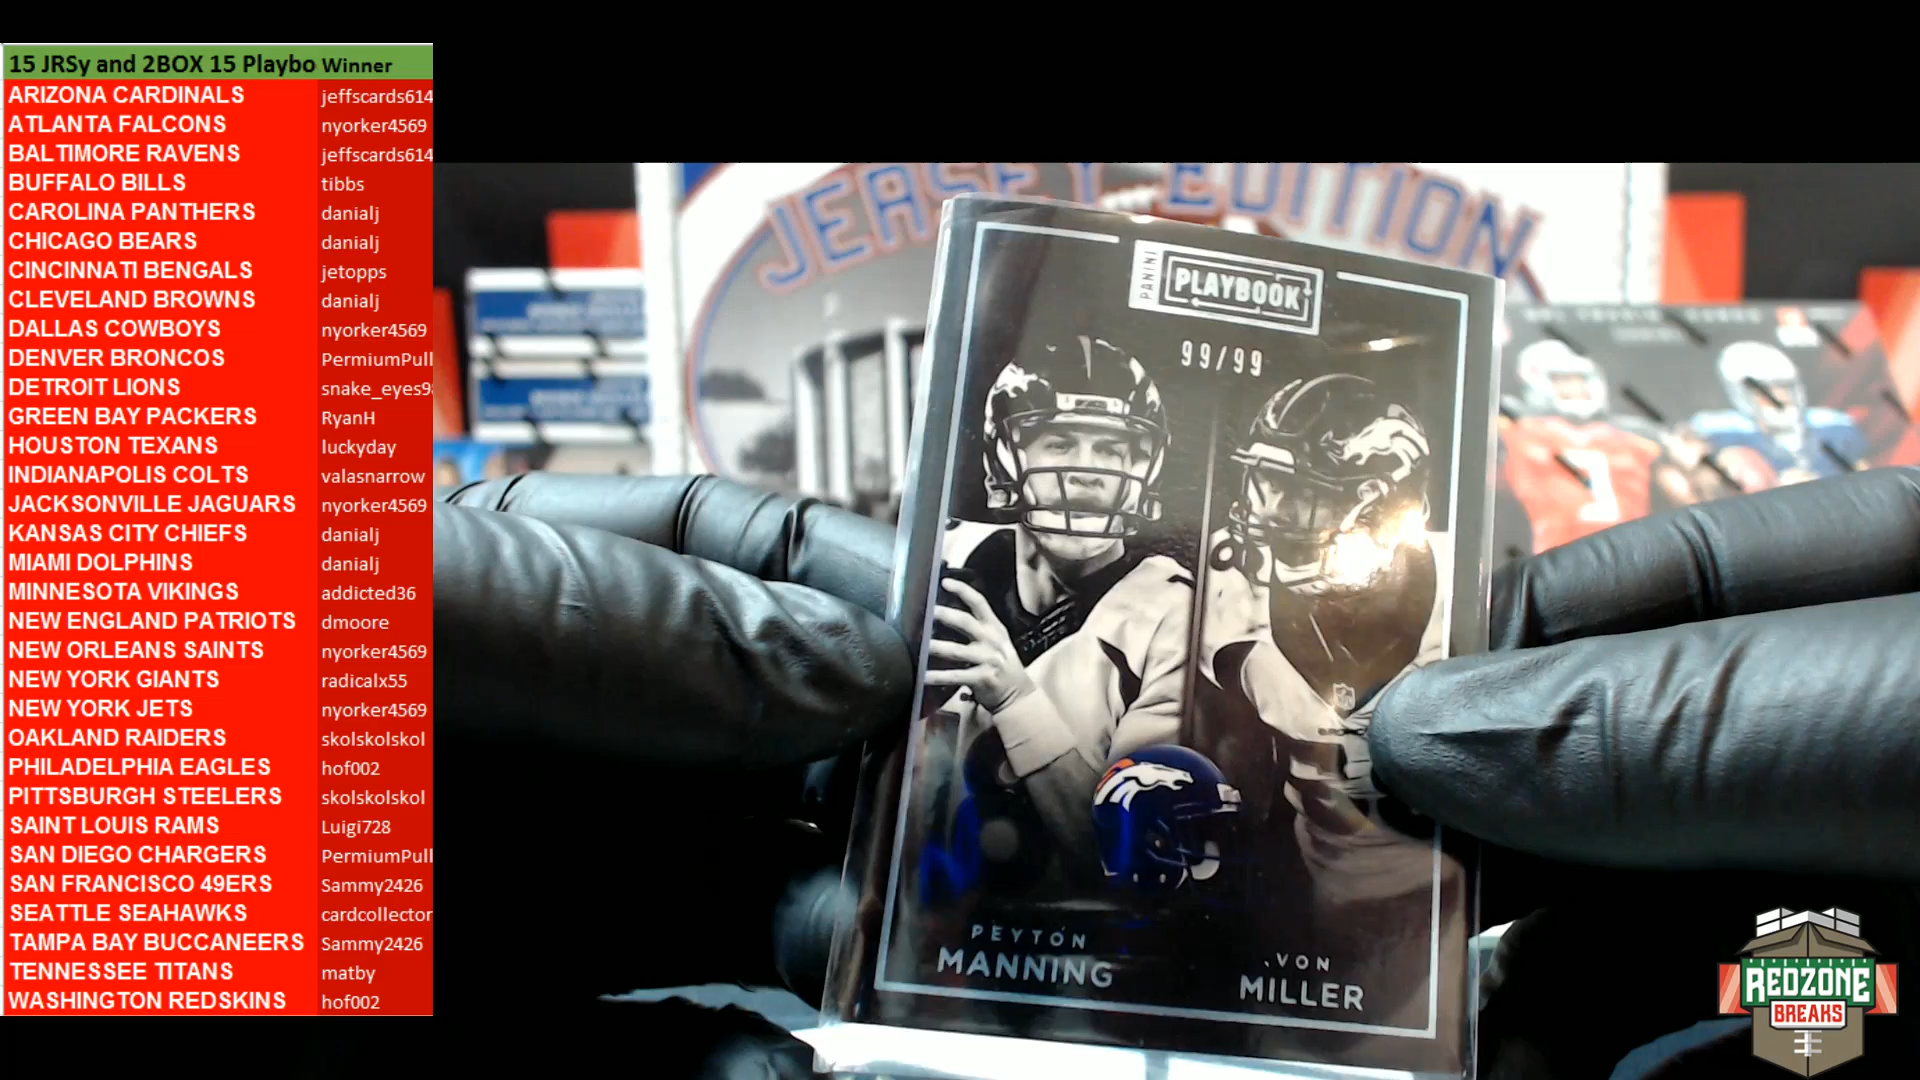 15 JRSy and 2BOX 15 Playbo Winner
ARIZONA CARDINALS jeffscards614
ATLANTA FALCONS nyorker4569
BALTIMORE RAVENS jeffscards614
BUFFALO BILLS tibbs
CAROLINA PANTHERS danialj
CHICAGO BEARS danialj
CINCINNATI BENGALS jetopps
CLEVELAND BROWNS danialj
DALLAS COWBOYS nyorker4569
DENVER BRONCOS PermiumPull
DETROIT LIONS snake_eyes9
GREEN BAY PACKERS RyanH
HOUSTON TEXANS luckyday
INDIANAPOLIS COLTS valasnarrow
JACKSONVILLE JAGUARS nyorker4569
KANSAS CITY CHIEFS danialj
MIAMI DOLPHINS danialj
MINNESOTA VIKINGS addicted36
NEW ENGLAND PATRIOTS dmoore
NEW ORLEANS SAINTS nyorker4569
NEW YORK GIANTS radicalx55
NEW YORK JETS nyorker4569
OAKLAND RAIDERS skolskolskol
PHILADELPHIA EAGLES hof002
PITTSBURGH STEELERS skolskolskol
SAINT LOUIS RAMS Luigi728
SAN DIEGO CHARGERS PermiumPull
SAN FRANCISCO 49ERS Sammy2426
SEATTLE SEAHAWKS cardcollector
TAMPA BAY BUCCANEERS Sammy2426
TENNESSEE TITANS matby
WASHINGTON REDSKINS hof002
JERSEY EDITION
PANINI
PLAYBOOK
99/99
PEYTON
MANNING
VON
MILLER
REDZONE
BREAKS